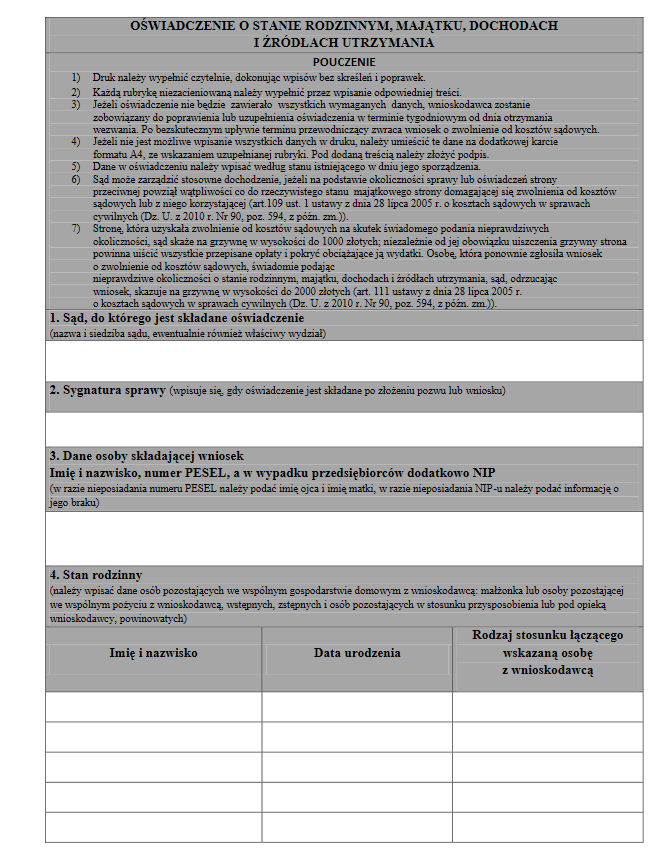 OŚWIADCZENIE O STANIE RODZINNYM, MAJĄTKU, DOCHODACH
I ŹRÓDŁACH UTRZYMANIA
POUCZENIE
1) Druk należy wypełnić czytelnie, dokonując wpisów bez skreśleń i poprawek.
2) Każdą rubrykę niezacieniowaną należy wypełnić przez wpisanie odpowiedniej treści.
3) Jeżeli oświadczenie nie będzie zawierało wszystkich wymaganych danych, wnioskodawca zostanie
zobowiązany do poprawienia lub uzupełnienia oświadczenia w terminie tygodniowym od dnia otrzymania
wezwania. Po bezskutecznym upływie terminu przewodniczący zwraca wniosek o zwolnienie od kosztów sądowych.
4) Jeżeli nie jest możliwe wpisanie wszystkich danych w druku, należy umieścić te dane na dodatkowej karcie
formatu A4, ze wskazaniem uzupełnianej rubryki. Pod dodaną treścią należy złożyć podpis.
5) Dane w oświadczeniu należy wpisać według stanu istniejącego w dniu jego sporządzenia.
6) Sąd może zarządzić stosowne dochodzenie, jeżeli na podstawie okoliczności sprawy lub oświadczeń strony
przeciwnej powziął wątpliwości co do rzeczywistego stanu majątkowego strony domagającej się zwolnienia od kosztów
sądowych lub z niego korzystającej (art.109 ust. 1 ustawy z dnia 28 lipca 2005 r. o kosztach sądowych w sprawach
cywilnych (Dz. U. z 2010 r. Nr 90, poz. 594, z późn. zm.)).
7) Stronę, która uzyskała zwolnienie od kosztów sądowych na skutek świadomego podania nieprawdziwych
okoliczności, sąd skaże na grzywnę w wysokości do 1000 złotych; niezależnie od jej obowiązku uiszczenia grzywny strona
powinna uiścić wszystkie przepisane opłaty i pokryć obciążające ją wydatki. Osobę, która ponownie zgłosiła wniosek
o zwolnienie od kosztów sądowych, świadomie podając
nieprawdziwe okoliczności o stanie rodzinnym, majątku, dochodach i źródłach utrzymania, sąd, odrzucając
wniosek, skazuje na grzywnę w wysokości do 2000 złotych (art. 111 ustawy z dnia 28 lipca 2005 r.
o kosztach sądowych w sprawach cywilnych (Dz. U. z 2010 r. Nr 90, poz. 594, z późn. zm.)).
1. Sąd, do którego jest składane oświadczenie
(nazwa i siedziba sądu, ewentualnie również właściwy wydział)
2. Sygnatura sprawy (wpisuje się, gdy oświadczenie jest składane po złożeniu pozwu lub wniosku)
3. Dane osoby składającej wniosek
Imię i nazwisko, numer PESEL, a w wypadku przedsiębiorców dodatkowo NIP
(w razie nieposiadania numeru PESEL należy podać imię ojca i imię matki, w razie nieposiadania NIP-u należy podać informację o
jego braku)
4. Stan rodzinny
(należy wpisać dane osób pozostających we wspólnym gospodarstwie domowym z wnioskodawcą: małżonka lub osoby pozostającej
we wspólnym pożyciu z wnioskodawcą, wstępnych, zstępnych i osób pozostających w stosunku przysposobienia lub pod opieką
wnioskodawcy, powinowatych)
Imię i nazwisko
Data urodzenia
Rodzaj stosunku łączącego
wskazaną osobę
z wnioskodawcą